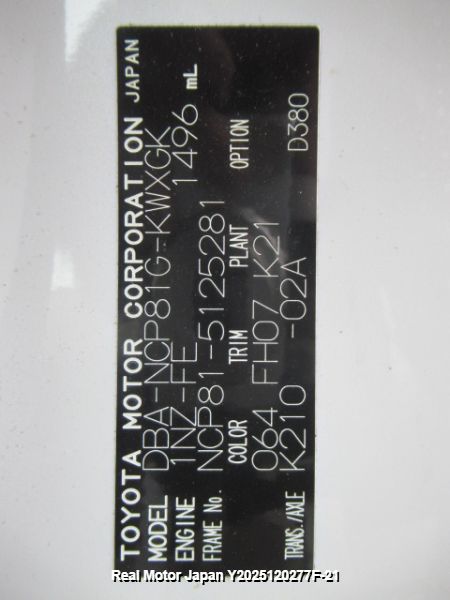 TOYOTA MOTOR CORPORATION JAPAN
MODEL DBA-NCP81G-KWXGK
ENGINE 1NZ-FE 1496 mL
FRAME No. NCP81-5125281
COLOR TRIM PLANT OPTION
064 FH07 K21
TRANS./AXLE K210 -02A D380
Real Motor Japan Y2025120277F-21